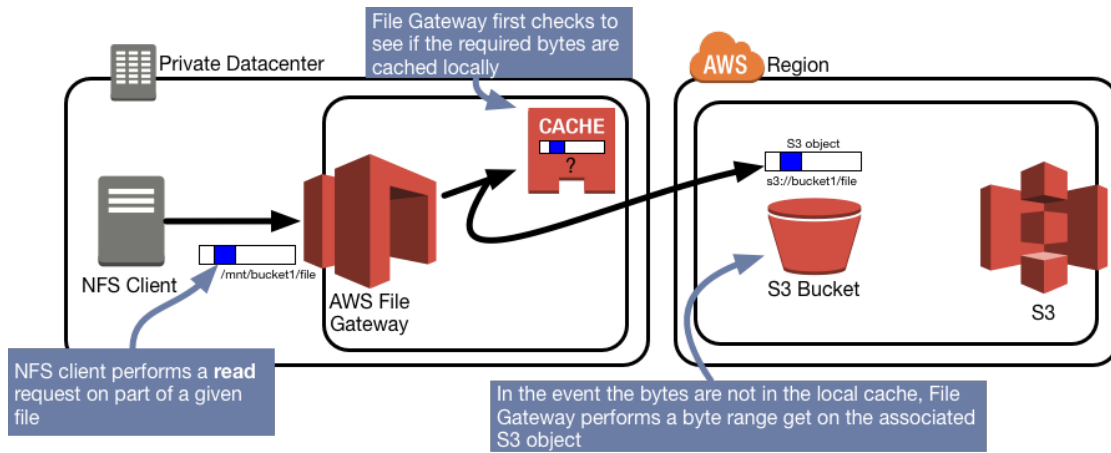 File Gateway first checks to
see if the required bytes are
cached locally
Private Datacenter
AWS
Region
CACHE
?
S3 object
s3://bucket1/file
NFS Client
/mnt/bucket1/file
AWS File
Gateway
S3 Bucket
S3
NFS client performs a read
request on part of a given
file
In the event the bytes are not in the local cache, File
Gateway performs a byte range get on the associated
S3 object